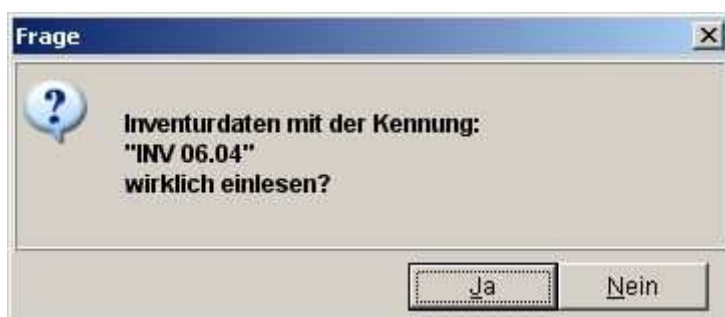 Frage
Inventurdaten mit der Kennung:
"INV 06.04"
wirklich einlesen?
Ja
Nein